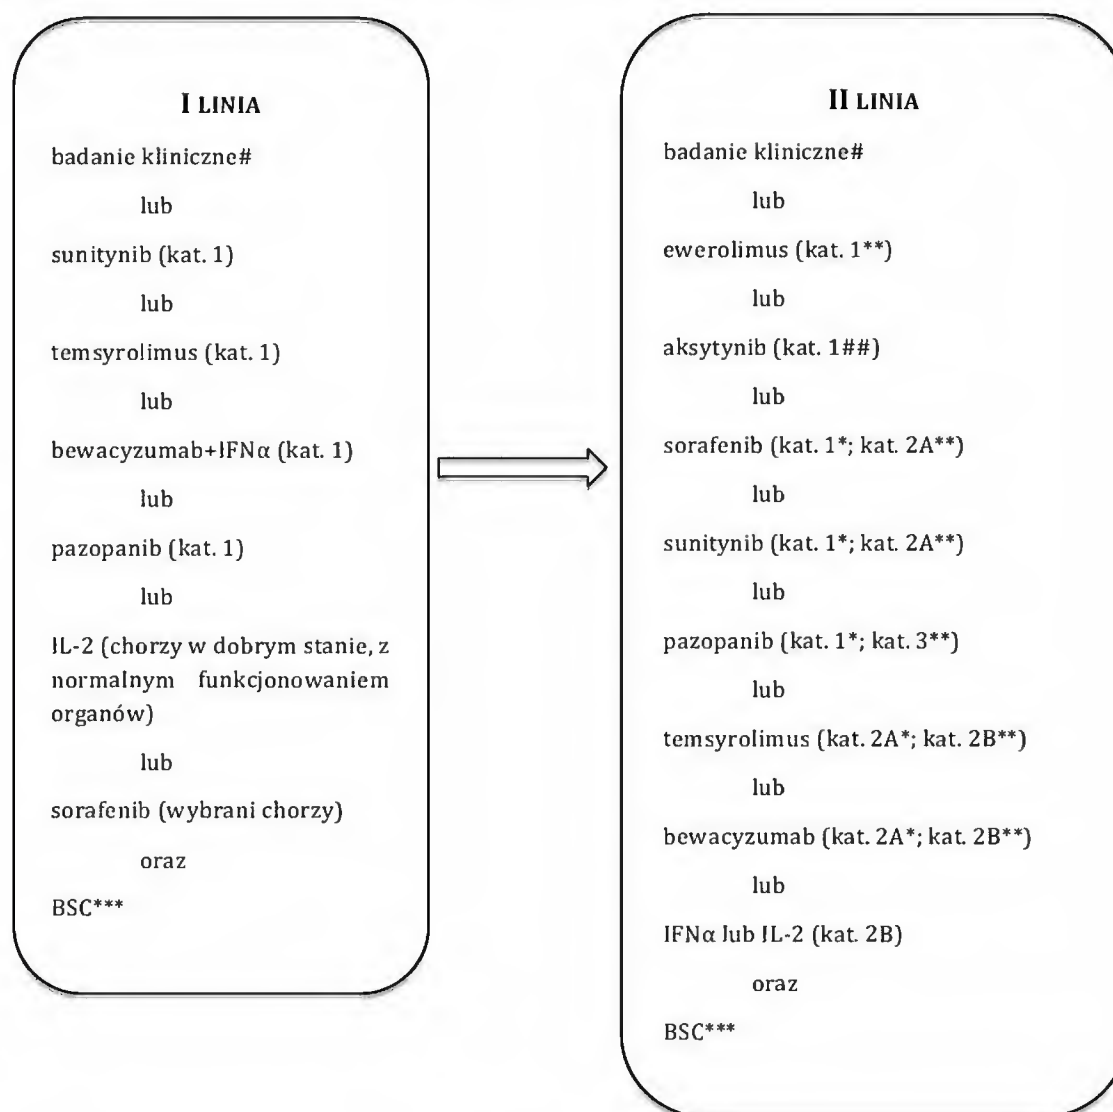 I LINIA
badanie kliniczne#
lub
sunitynib (kat. 1)
lub
temsyrolimus (kat. 1)
lub
bewacyzumab+IFNα (kat. 1)
lub
pazopanib (kat. 1)
lub
IL-2 (chorzy w dobrym stanie, z
normalnym funkcjonowaniem
organów)
lub
sorafenib (wybrani chorzy)
oraz
BSC***
II LINIA
badanie kliniczne#
lub
ewerolimus (kat. 1**)
lub
aksytynib (kat. 1##)
lub
sorafenib (kat. 1*; kat. 2A**)
lub
sunitynib (kat. 1*; kat. 2A**)
lub
pazopanib (kat. 1*; kat. 3**)
lub
temsyrolimus (kat. 2A*; kat. 2B**)
lub
bewacyzumab (kat. 2A*; kat. 2B**)
lub
IFNα lub IL-2 (kat. 2B)
oraz
BSC***